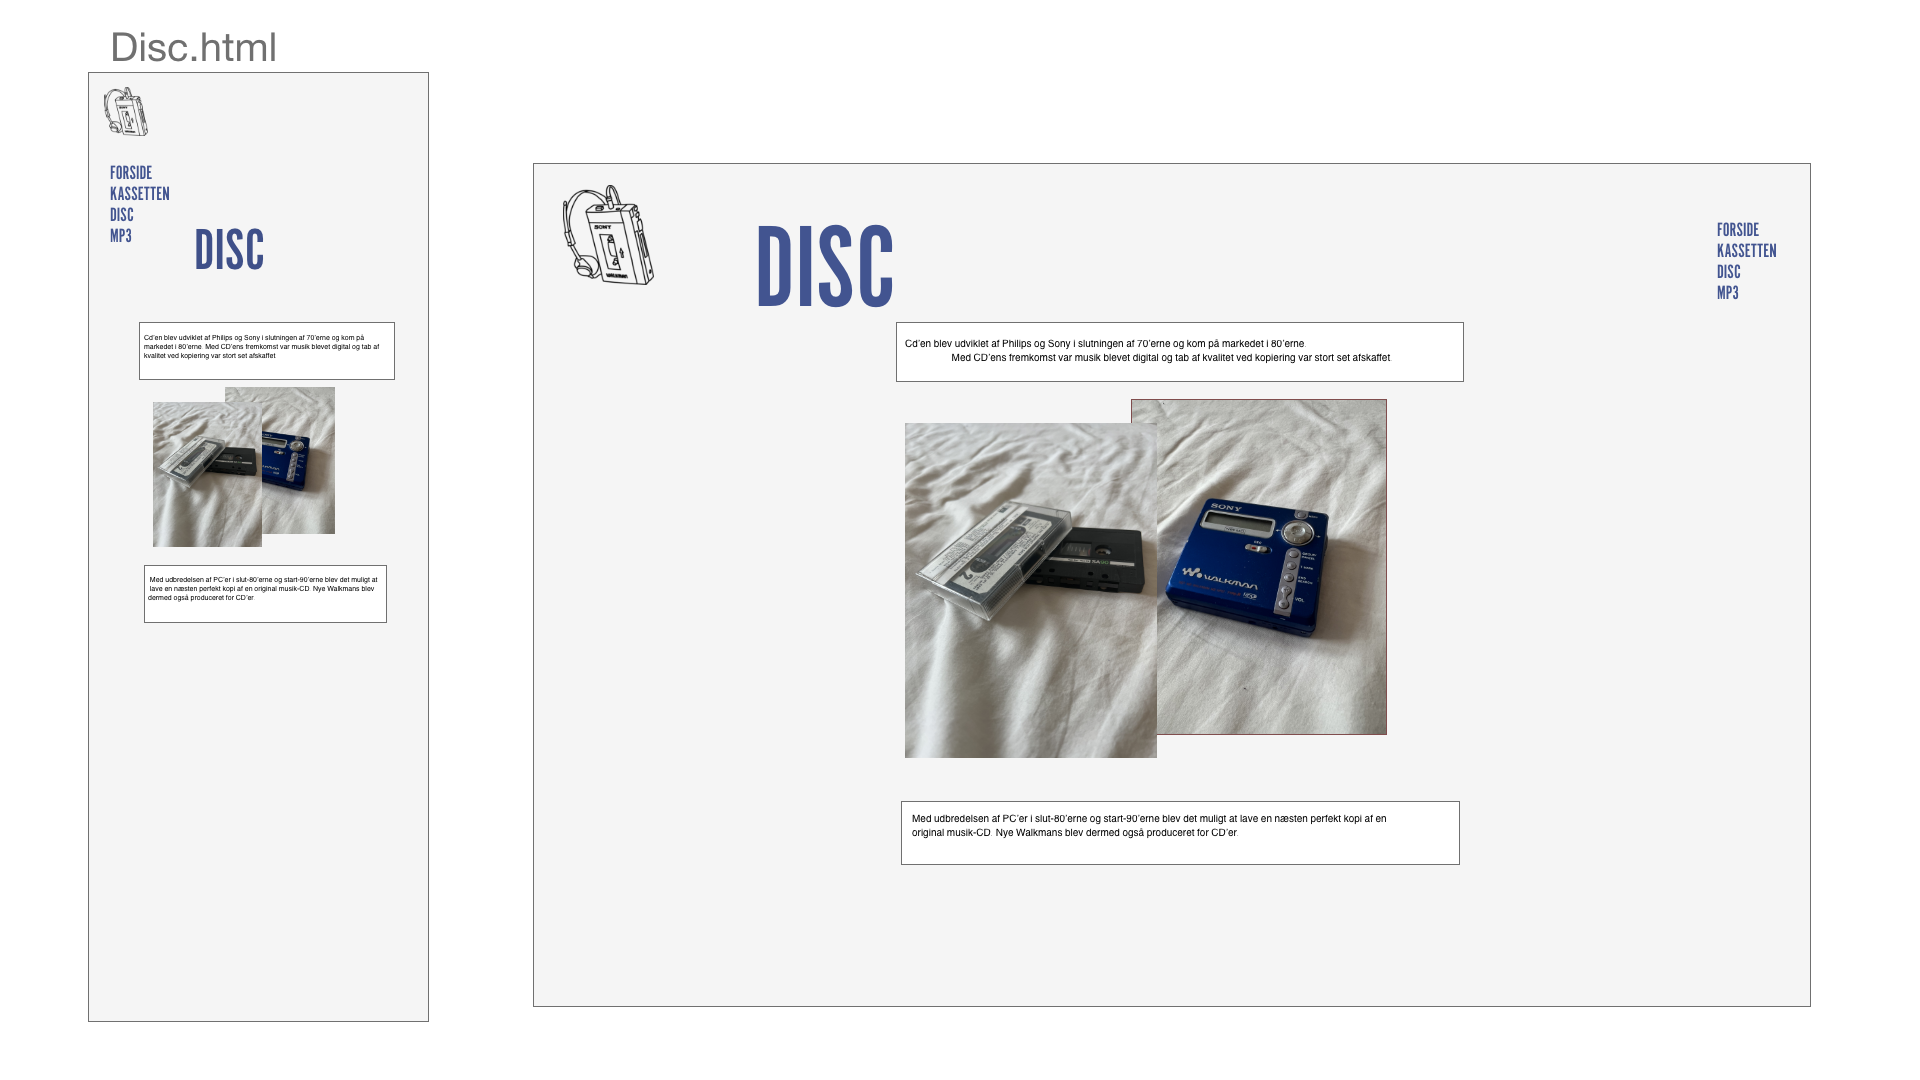 Disc.html
SONY
FORSIDE
KASSETTEN
DISC
MP3
DISC
Cd'en blev udviklet af Philips og Sony i slutningen af 70'erne og kom på
markedet i 80'erne. Med CD'ens fremkomst var musik blevet digital og tab af
kvalitet ved kopiering var stort set afskaffet.
Med udbredelsen af PC'er i slut-80'erne og start-90'erne blev det muligt at
lave en næsten perfekt kopi af en original musik-CD. Nye Walkmans blev
dermed også produceret for CD'er.
SONY
WALKMAN
DISC
FORSIDE
KASSETTEN
DISC
MP3
Cd'en blev udviklet af Philips og Sony i slutningen af 70'erne og kom på markedet i 80'erne.
Med CD'ens fremkomst var musik blevet digital og tab af kvalitet ved kopiering var stort set afskaffet.
SONY
WALKMAN
VOL
Med udbredelsen af PC'er i slut-80'erne og start-90'erne blev det muligt at lave en næsten perfekt kopi af en
original musik-CD. Nye Walkmans blev dermed også produceret for CD'er.